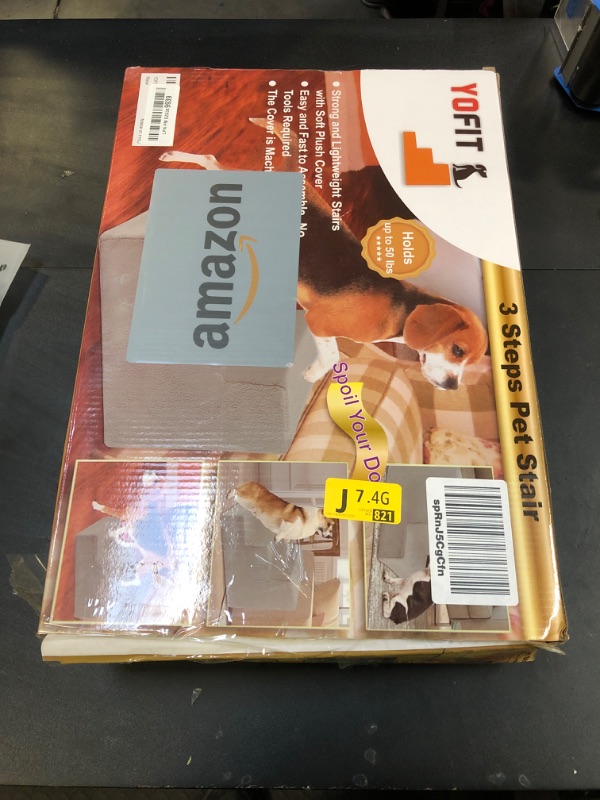 YOFIT
3 Steps Pet Stair
Strong and Lightweight Stairs
with Soft Plush Cover
Easy and Fast to Assemble, No
Tools Required
The Cover is Mach
Holds
up to 50 lbs
amazon
Spoil Your Do
J 7.4G
821
spRnJ5CgCfn